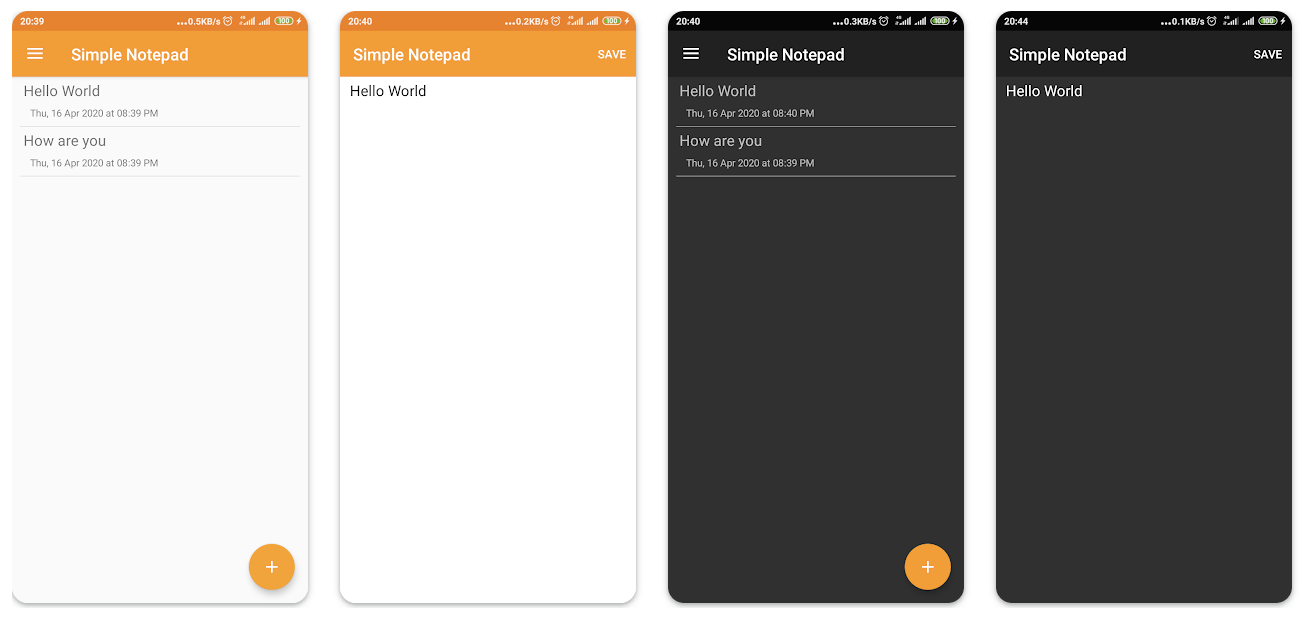 20:39 ...0.5KB/s 4G 100
Simple Notepad
Hello World
Thu, 16 Apr 2020 at 08:39 PM
How are you
Thu, 16 Apr 2020 at 08:39 PM
+
20:40 ...0.2KB/s 4G 100
Simple Notepad SAVE
Hello World
20:40 ...0.3KB/s 4G 100
Simple Notepad
Hello World
Thu, 16 Apr 2020 at 08:40 PM
How are you
Thu, 16 Apr 2020 at 08:39 PM
+
20:44 ...0.1KB/s 4G 100
Simple Notepad SAVE
Hello World